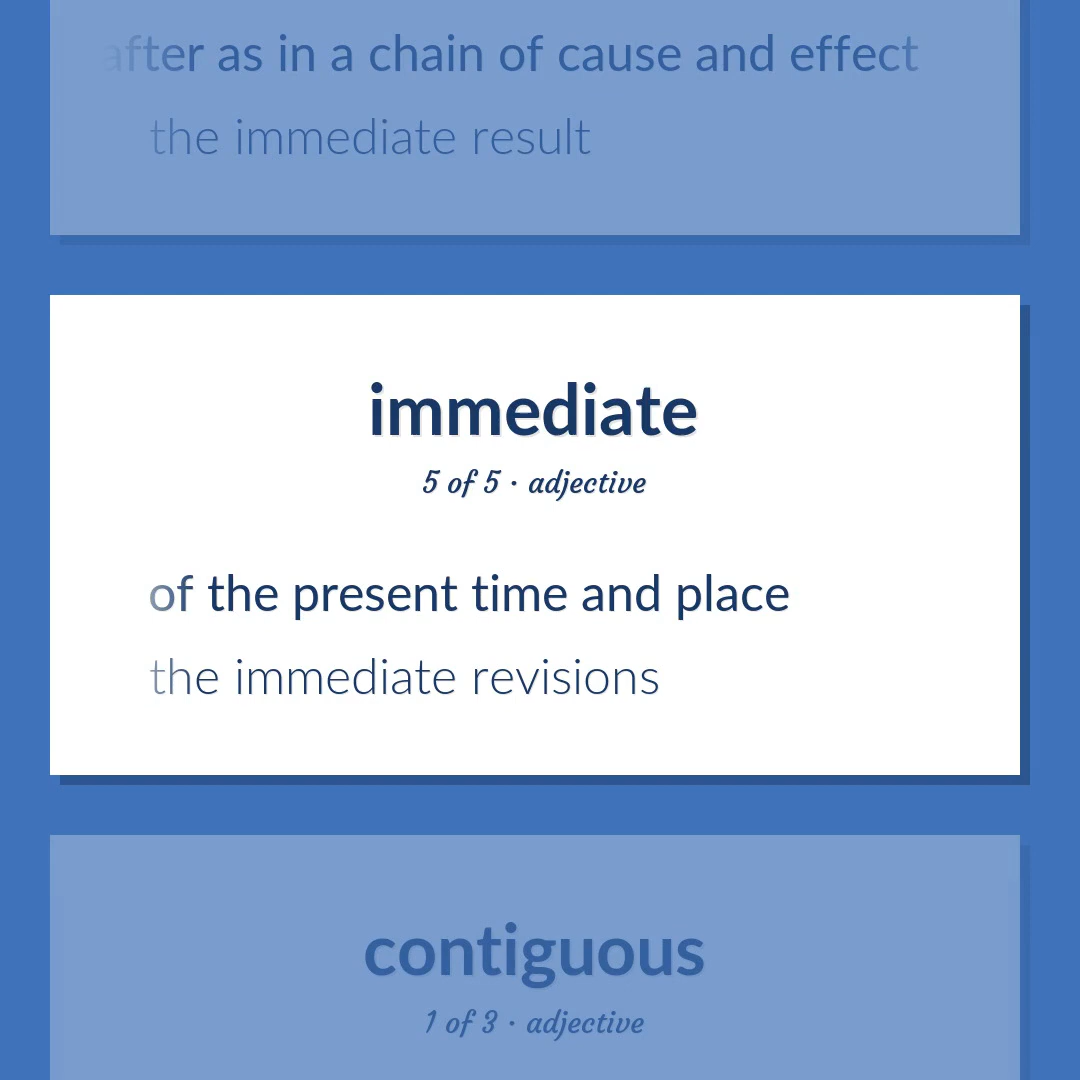 after as in a chain of cause and effect
the immediate result
immediate
5 of 5 · adjective
of the present time and place
the immediate revisions
contiguous
1 of 3 · adjective